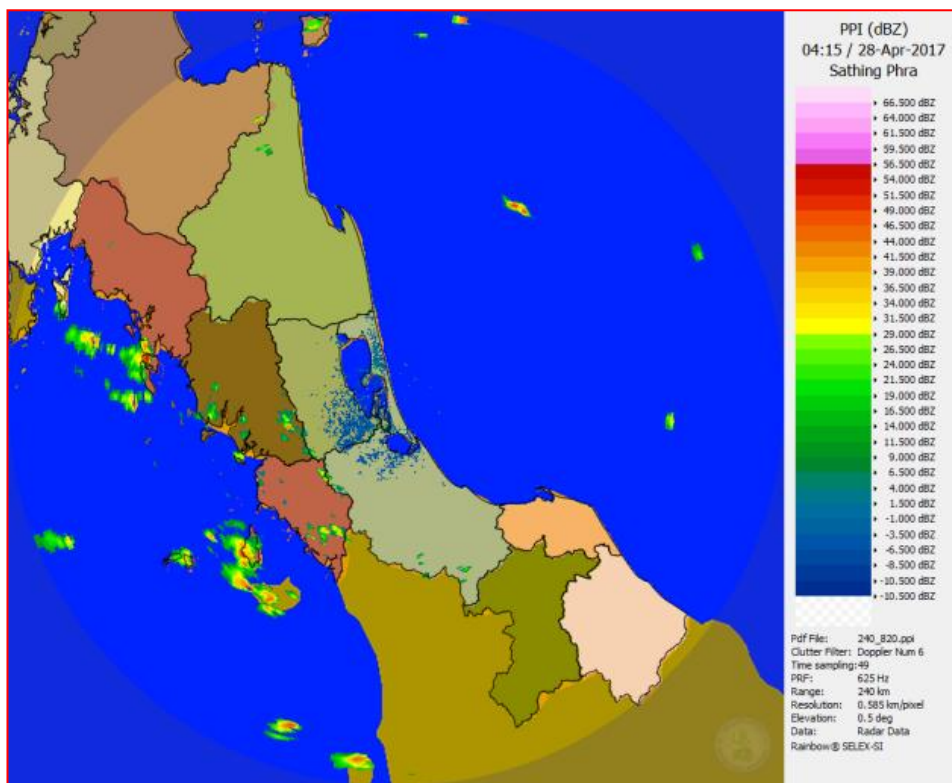 PPI (dBZ)
04:15 / 28-Apr-2017
Sathing Phra
66.500 dBZ
64.000 dBZ
61.500 dBZ
59.500 dBZ
56.500 dBZ
54.000 dBZ
51.500 dBZ
49.000 dBZ
46.500 dBZ
44.000 dBZ
41.500 dBZ
39.000 dBZ
36.500 dBZ
34.000 dBZ
31.500 dBZ
29.000 dBZ
26.500 dBZ
24.000 dBZ
21.500 dBZ
19.000 dBZ
16.500 dBZ
14.000 dBZ
11.500 dBZ
9.000 dBZ
6.500 dBZ
4.000 dBZ
1.500 dBZ
-1.000 dBZ
-3.500 dBZ
-6.500 dBZ
-8.500 dBZ
-10.500 dBZ
-10.500 dBZ
Pdf File: 240_820.ppi
Clutter Filter: Doppler Num 6
Time sampling:49
PRF: 625 Hz
Range: 240 km
Resolution: 0.585 km/pixel
Elevation: 0.5 deg
Data: Radar Data
Rainbow® SELEX-SI